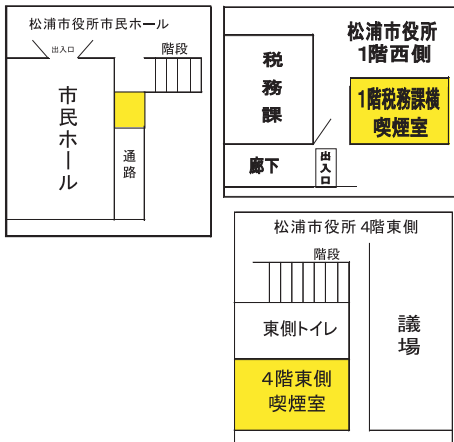 松浦市役所市民ホール
出入口
階段
市民ホール
通路
松浦市役所
1階西側
税務課
1階税務課横
喫煙室
廊下
出入口
松浦市役所 4階東側
階段
東側トイレ
議場
4階東側
喫煙室